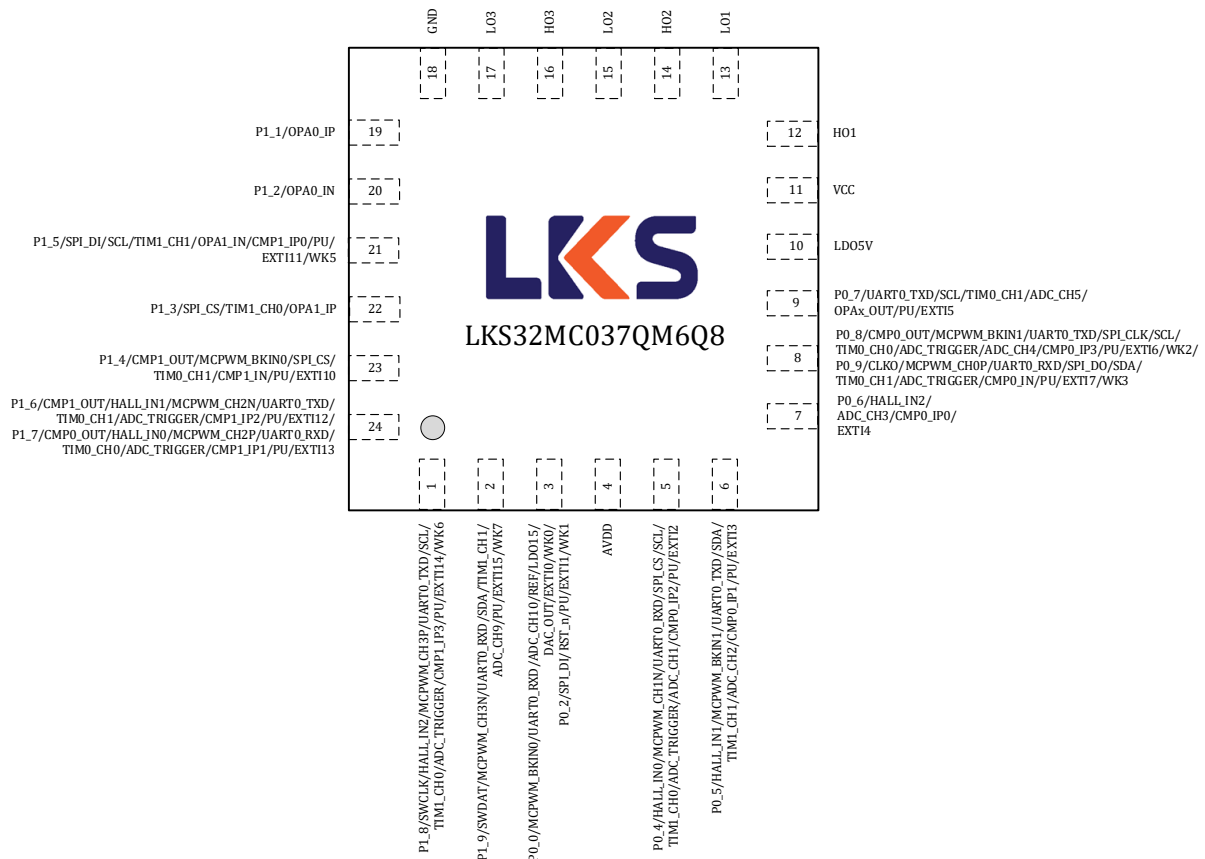 GND
LO3
HO3
LO2
HO2
LO1
18
17
16
15
14
13
P1_1/OPA0_IP
19
P1_2/OPA0_IN
20
P1_5/SPI_DI/SCL/TIM1_CH1/OPA1_IN/CMP1_IP0/PU/
EXTI11/WK5
21
P1_3/SPI_CS/TIM1_CH0/OPA1_IP
22
P1_4/CMP1_OUT/MCPWM_BKIN0/SPI_CS/
TIM0_CH1/CMP1_IN/PU/EXTI10
23
P1_6/CMP1_OUT/HALL_IN1/MCPWM_CH2N/UART0_TXD/
TIM0_CH1/ADC_TRIGGER/CMP1_IP2/PU/EXTI12/
P1_7/CMP0_OUT/HALL_IN0/MCPWM_CH2P/UART0_RXD/
TIM0_CH0/ADC_TRIGGER/CMP1_IP1/PU/EXTI13
24
LKS
LKS32MC037QM6Q8
12
HO1
11
VCC
10
LDO5V
9
P0_7/UART0_TXD/SCL/TIM0_CH1/ADC_CH5/
OPAx_OUT/PU/EXTI5
8
P0_8/CMP0_OUT/MCPWM_BKIN1/UART0_TXD/SPI_CLK/SCL/
TIM0_CH0/ADC_TRIGGER/ADC_CH4/CMP0_IP3/PU/EXTI6/WK2/
P0_9/CLKO/MCPWM_CH0P/UART0_RXD/SPI_DO/SDA/
TIM0_CH1/ADC_TRIGGER/CMP0_IN/PU/EXTI7/WK3
7
P0_6/HALL_IN2/
ADC_CH3/CMP0_IP0/
EXTI4
1
2
3
4
5
6
P1_8/SWCLK/HALL_IN2/MCPWM_CH3P/UART0_TXD/SCL/
TIM1_CH0/ADC_TRIGGER/CMP1_IP3/PU/EXTI14/WK6
P1_9/SWDAT/MCPWM_CH3N/UART0_RXD/SDA/TIM1_CH1/
ADC_CH9/PU/EXTI15/WK7
P0_0/MCPWM_BKIN0/UART0_RXD/ADC_CH10/REF/LDO15/
DAC_OUT/EXTI0/WK0/
P0_2/SPI_DI/RST_n/PU/EXTI1/WK1
AVDD
P0_4/HALL_IN0/MCPWM_CH1N/UART0_RXD/SPI_CS/SCL/
TIM1_CH0/ADC_TRIGGER/ADC_CH1/CMP0_IP2/PU/EXTI2
P0_5/HALL_IN1/MCPWM_BKIN1/UART0_TXD/SDA/
TIM1_CH1/ADC_CH2/CMP0_IP1/PU/EXTI3